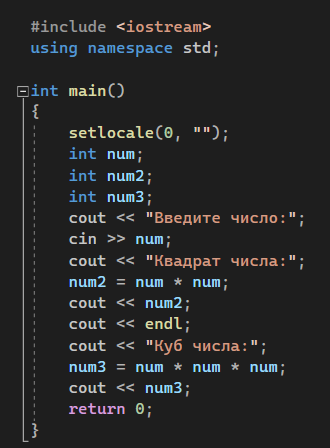 #include <iostream>
using namespace std;
int main()
{
setlocale(0, "");
int num;
int num2;
int num3;
cout << "Введите число:";
cin >> num;
cout << "Квадрат числа:";
num2 = num * num;
cout << num2;
cout << endl;
cout << "Куб числа:";
num3 = num * num * num;
cout << num3;
return 0;
}